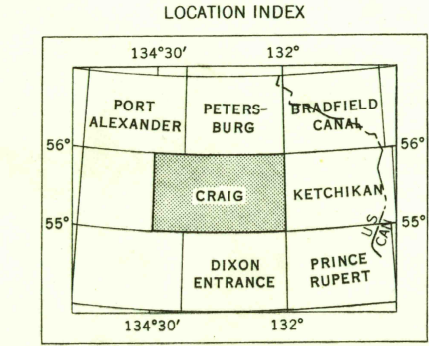 LOCATION INDEX
134°30′ 132°
PORT ALEXANDER
PETERS-
BURG
BRADFIELD CANAL
56° 56°
CRAIG
KETCHIKAN
55° 55°
U S
CAN
DIXON
ENTRANCE
PRINCE
RUPERT
134°30′ 132°